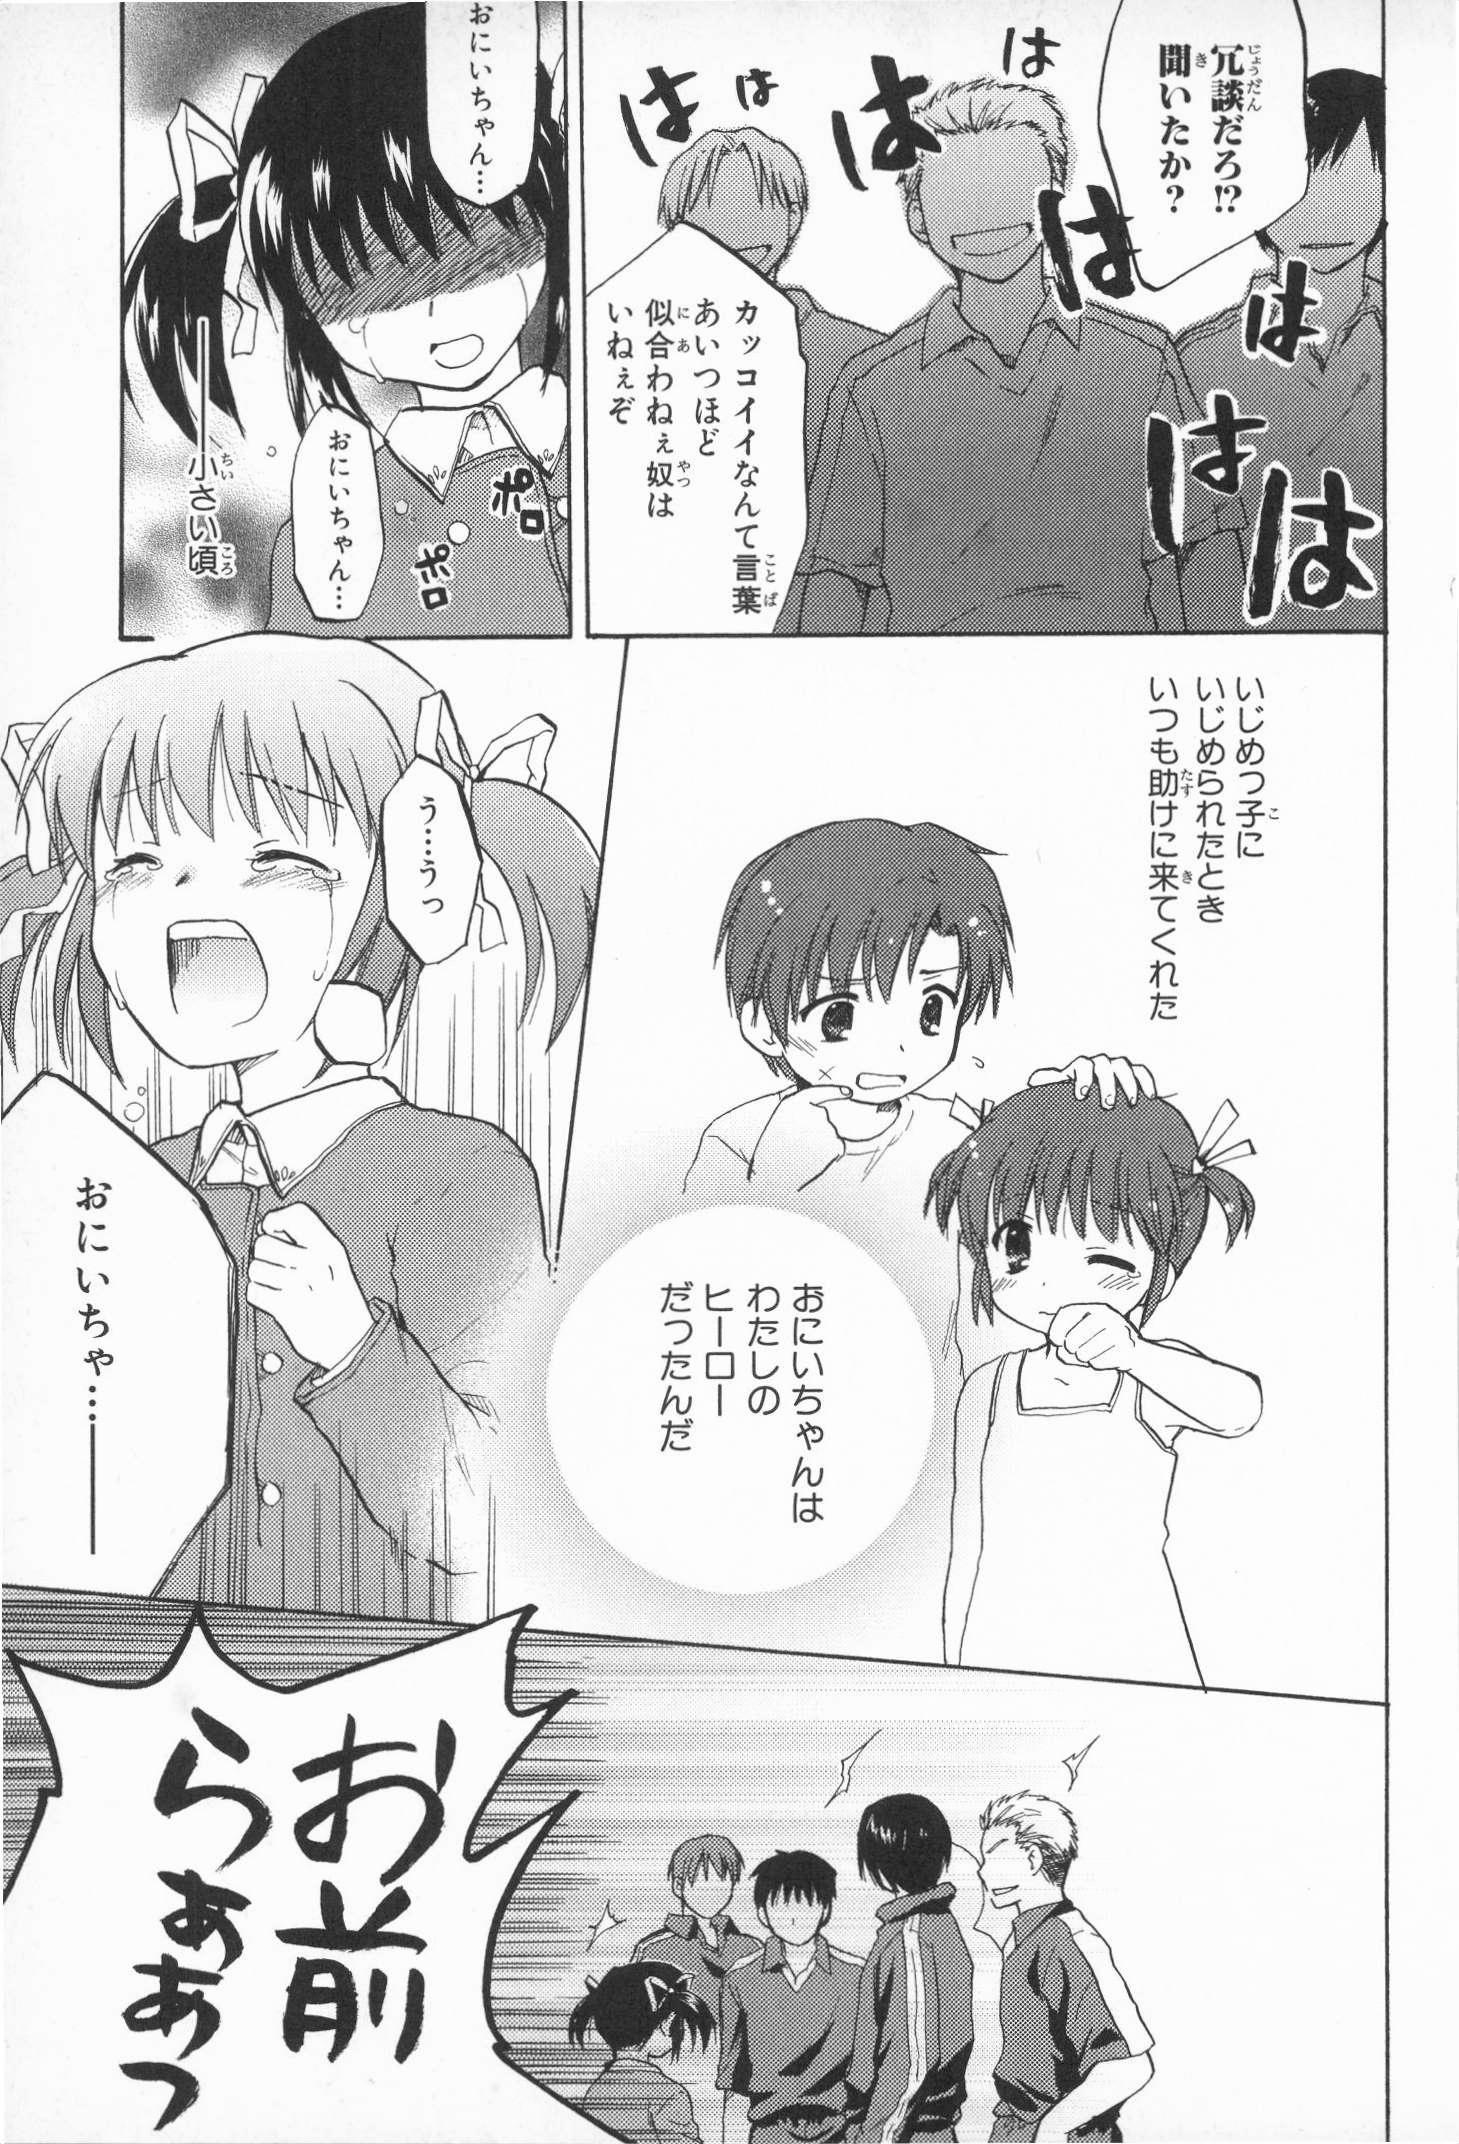 冗談だろ!?
聞いたか?
は
は
は
は
は
は
は
は
カッコイイなんて言葉
あいつほど
似合わねぇ奴は
いねぇぞ
おにいちゃん…
おにいちゃん…
ポロ
ポロ
――小さい頃
いじめっ子に
いじめられたとき
いつも助けに来てくれた
おにいちゃんは
わたしの
ヒーロー
だったんだ
う…うっ
おにいちゃ…――
お前
らぁあっ